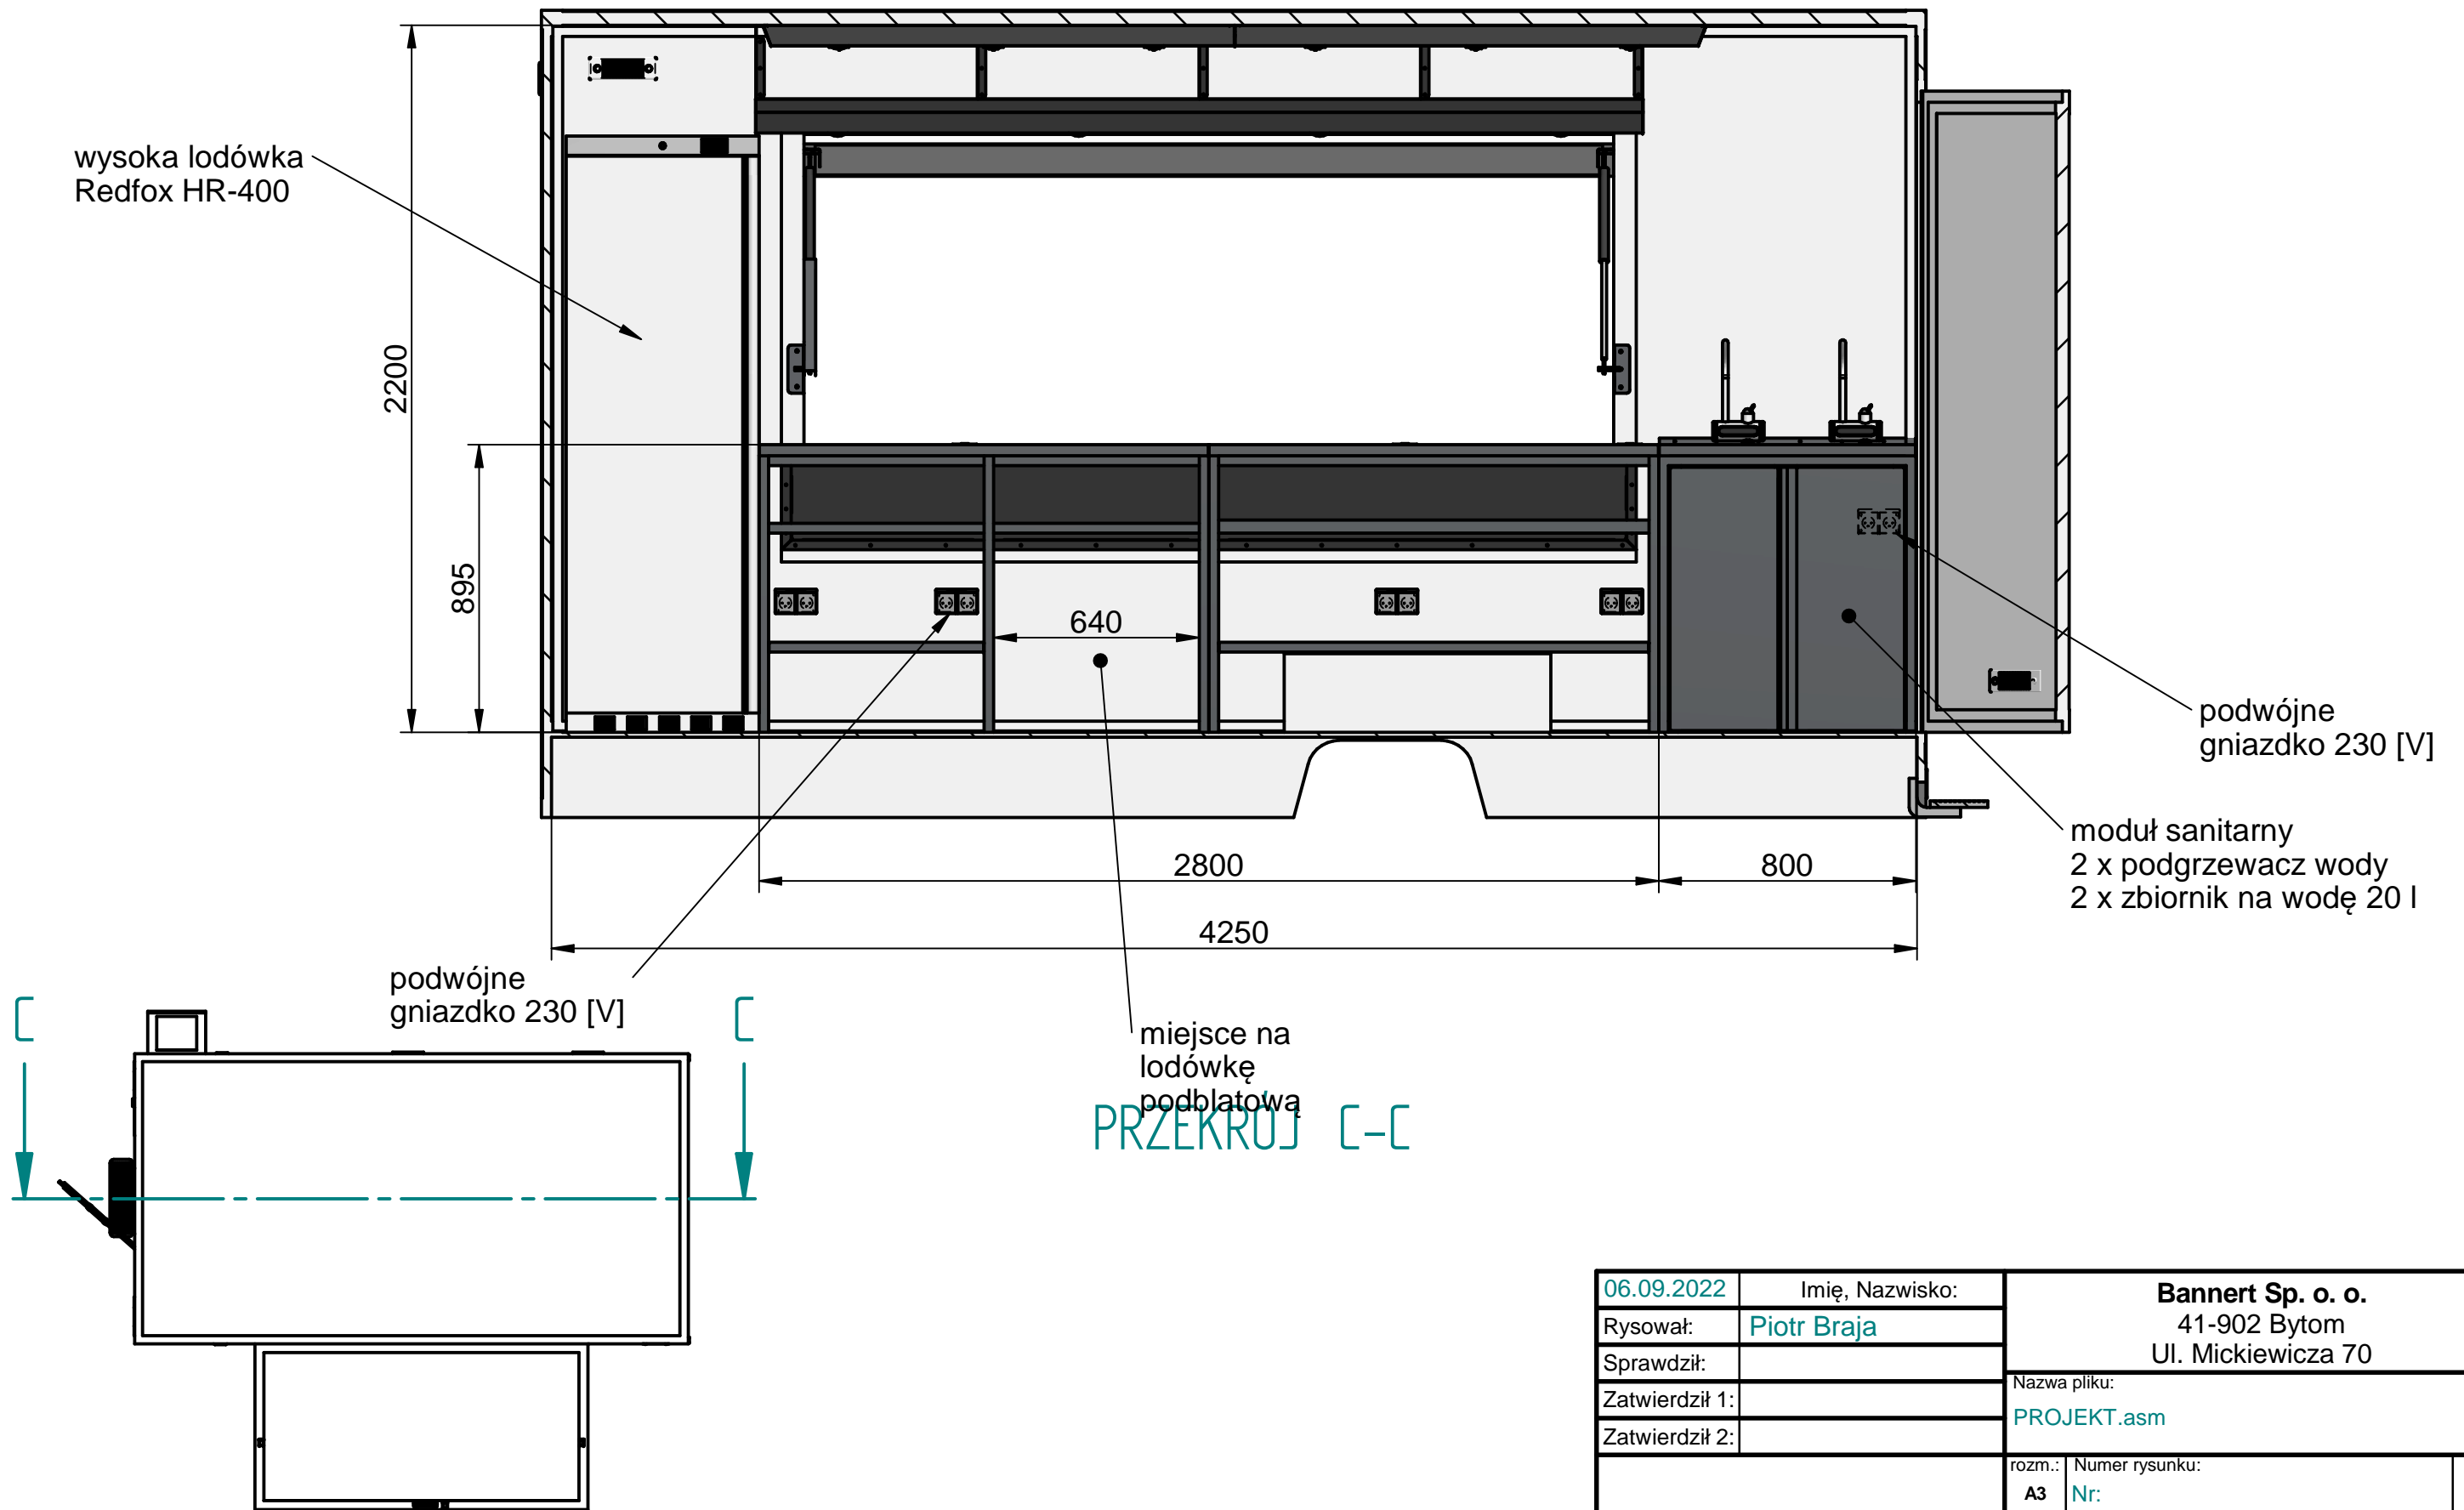 wysoka lodówka
Redfox HR-400
2200
895
640
podwójne
gniazdko 230 [V]
moduł sanitarny
2 x podgrzewacz wody
2 x zbiornik na wodę 20 l
2800
800
4250
podwójne
gniazdko 230 [V]
miejsce na
lodówkę
podblatową
C
C
PRZEKRÓJ C-C
06.09.2022
Imię, Nazwisko:
Rysował:
Piotr Braja
Sprawdził:
Zatwierdził 1:
Zatwierdził 2:
Bannert Sp. o. o.
41-902 Bytom
Ul. Mickiewicza 70
Nazwa pliku:
PROJEKT.asm
rozm.:
A3
Numer rysunku:
Nr: